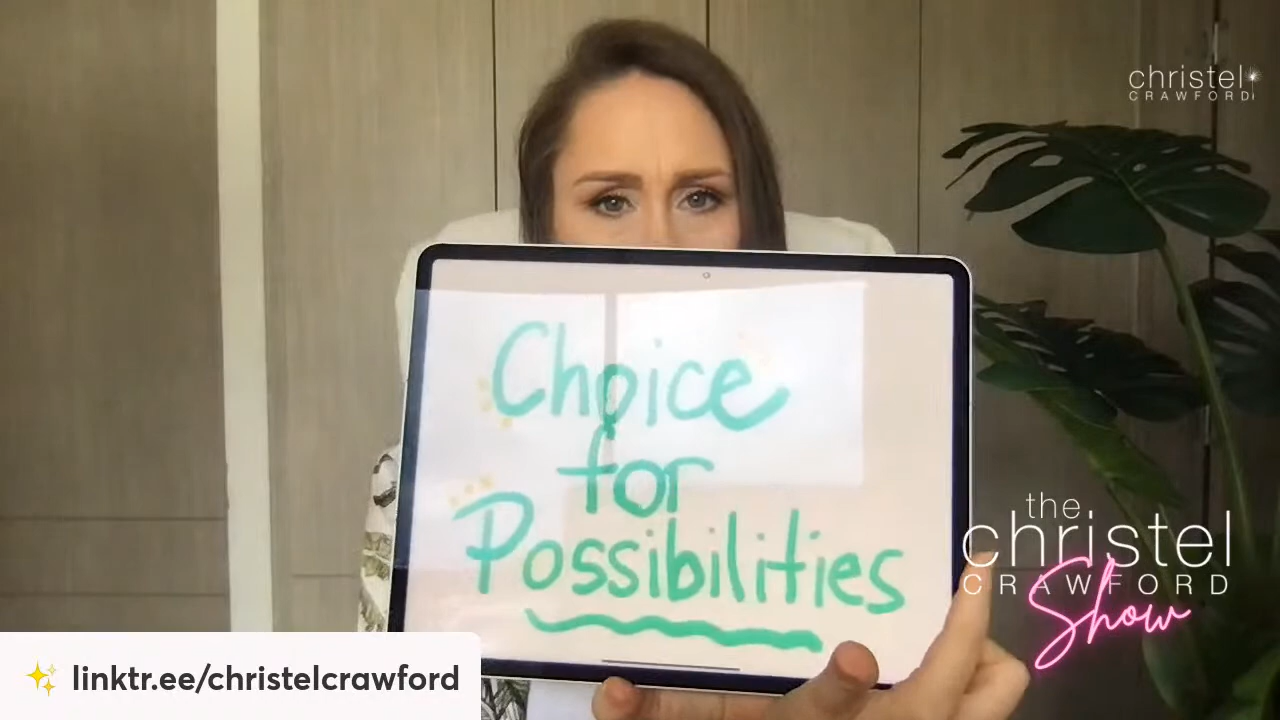 christel
CRAWFORD
Choice
for
Possibilities
the
christel
CRAWFORD
Show
linktr.ee/christelcrawford